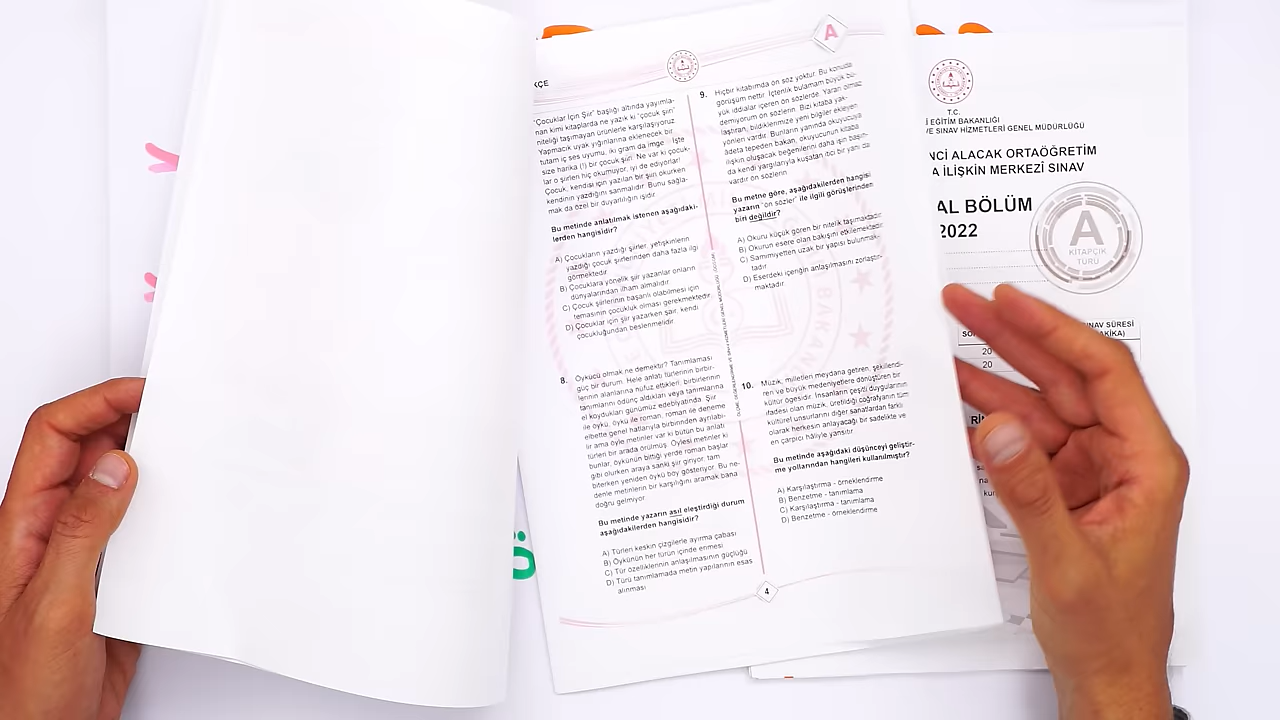 KÇE
A
"Çocuklar İçin Şiir" başlığı altında yayımla-
nan kimi kitaplarda ne yazık ki "çocuk şiiri"
niteliği taşımayan ürünlerle karşılaşıyoruz.
Yapmacık uyak yığınlarına eklenecek bir
tutam iç ses uyumu, iki gram da imge... İşte
size harika (!) bir çocuk şiiri! Ne var ki çocuk-
lar o şiirleri hiç okumuyor, iyi de ediyorlar!
Çocuk, kendisi için yazılan bir şiiri okurken
kendinin yazdığını sanmalıdır. Bunu sağla-
mak da özel bir duyarlılığın işidir.
Bu metinde anlatılmak istenen aşağıdaki-
lerden hangisidir?
A) Çocukların yazdığı şiirler, yetişkinlerin
yazdığı çocuk şiirlerinden daha fazla ilgi
görmektedir.
B) Çocuklara yönelik şiir yazanlar onların
dünyalarından ilham almalıdır.
C) Çocuk şiirlerinin başarılı olabilmesi için
temasının çocukluk olması gerekmektedir.
D) Çocuklar için şiir yazarken şair, kendi
çocukluğundan beslenmelidir.
8. Öykücü olmak ne demektir? Tanımlaması
güç bir durum. Hele anlatı türlerinin birbir-
lerinin alanlarına nüfuz ettikleri, birbirlerinin
tanımlarını ödünç aldıkları veya tanımlarına
el koydukları günümüz edebiyatında. Şiir
ile öykü, öykü ile roman, roman ile deneme
elbette genel hatlarıyla birbirinden ayrılabi-
lir ama öyle metinler var ki bütün bu anlatı
türleri bir arada örülmüş. Öylesi metinler ki
bunlar, öykünün bittiği yerde roman başlar
gibi olurken araya sanki şiir giriyor, tam
biterken yeniden öykü boy gösteriyor. Bu ne-
denle metinlerin bir karşılığını aramak bana
doğru gelmiyor.
Bu metinde yazarın asıl eleştirdiği durum
aşağıdakilerden hangisidir?
A) Türleri keskin çizgilerle ayırma çabası
B) Öykünün her türün içinde erimesi
C) Tür özelliklerinin anlaşılmasının güçlüğü
D) Türü tanımlamada metin yapılarının esas
alınması
9. Hiçbir kitabımda ön söz yoktur. Bu konuda
görüşüm nettir. İçtenlik bulamam büyük bü-
yük iddialar içeren ön sözlerde. Yararı olmaz
demiyorum ön sözlerin. Bizi kitaba yak-
laştıran, bildiklerimize yeni bilgiler ekleyen
yönleri vardır. Bunların yanında okuyucuya
âdeta tepeden bakan, okuyucunun kitaba
ilişkin oluşacak beğenilerini daha işin başın-
da kendi yargılarıyla kuşatan itici bir yanı da
vardır ön sözlerin.
Bu metne göre, aşağıdakilerden hangisi
yazarın "ön sözler" ile ilgili görüşlerinden
biri değildir?
A) Okuru küçük gören bir nitelik taşımaktadır.
B) Okurun esere olan bakışını etkilemektedir.
C) Samimiyetten uzak bir yapısı bulunmak-
tadır.
D) Eserdeki içeriğin anlaşılmasını zorlaştır-
maktadır.
10. Müzik, milletleri meydana getiren, şekillendi-
ren ve büyük medeniyetlere dönüştüren bir
kültür ögesidir. İnsanların çeşitli duygularının
ifadesi olan müzik, üretildiği coğrafyanın tüm
kültürel unsurlarını diğer sanatlardan farklı
olarak herkesin anlayacağı bir sadelikte ve
en çarpıcı hâliyle yansıtır.
Bu metinde aşağıdaki düşünceyi geliştir-
me yollarından hangileri kullanılmıştır?
A) Karşılaştırma - örneklendirme
B) Benzetme - tanımlama
C) Karşılaştırma - tanımlama
D) Benzetme - örneklendirme
4
T.C.
İ EĞİTİM BAKANLIĞI
VE SINAV HİZMETLERİ GENEL MÜDÜRLÜĞÜ
NCİ ALACAK ORTAÖĞRETİM
A İLİŞKİN MERKEZÎ SINAV
AL BÖLÜM
2022
A
KİTAPÇIK
TÜRÜ
SINAV SÜRESİ
20
20